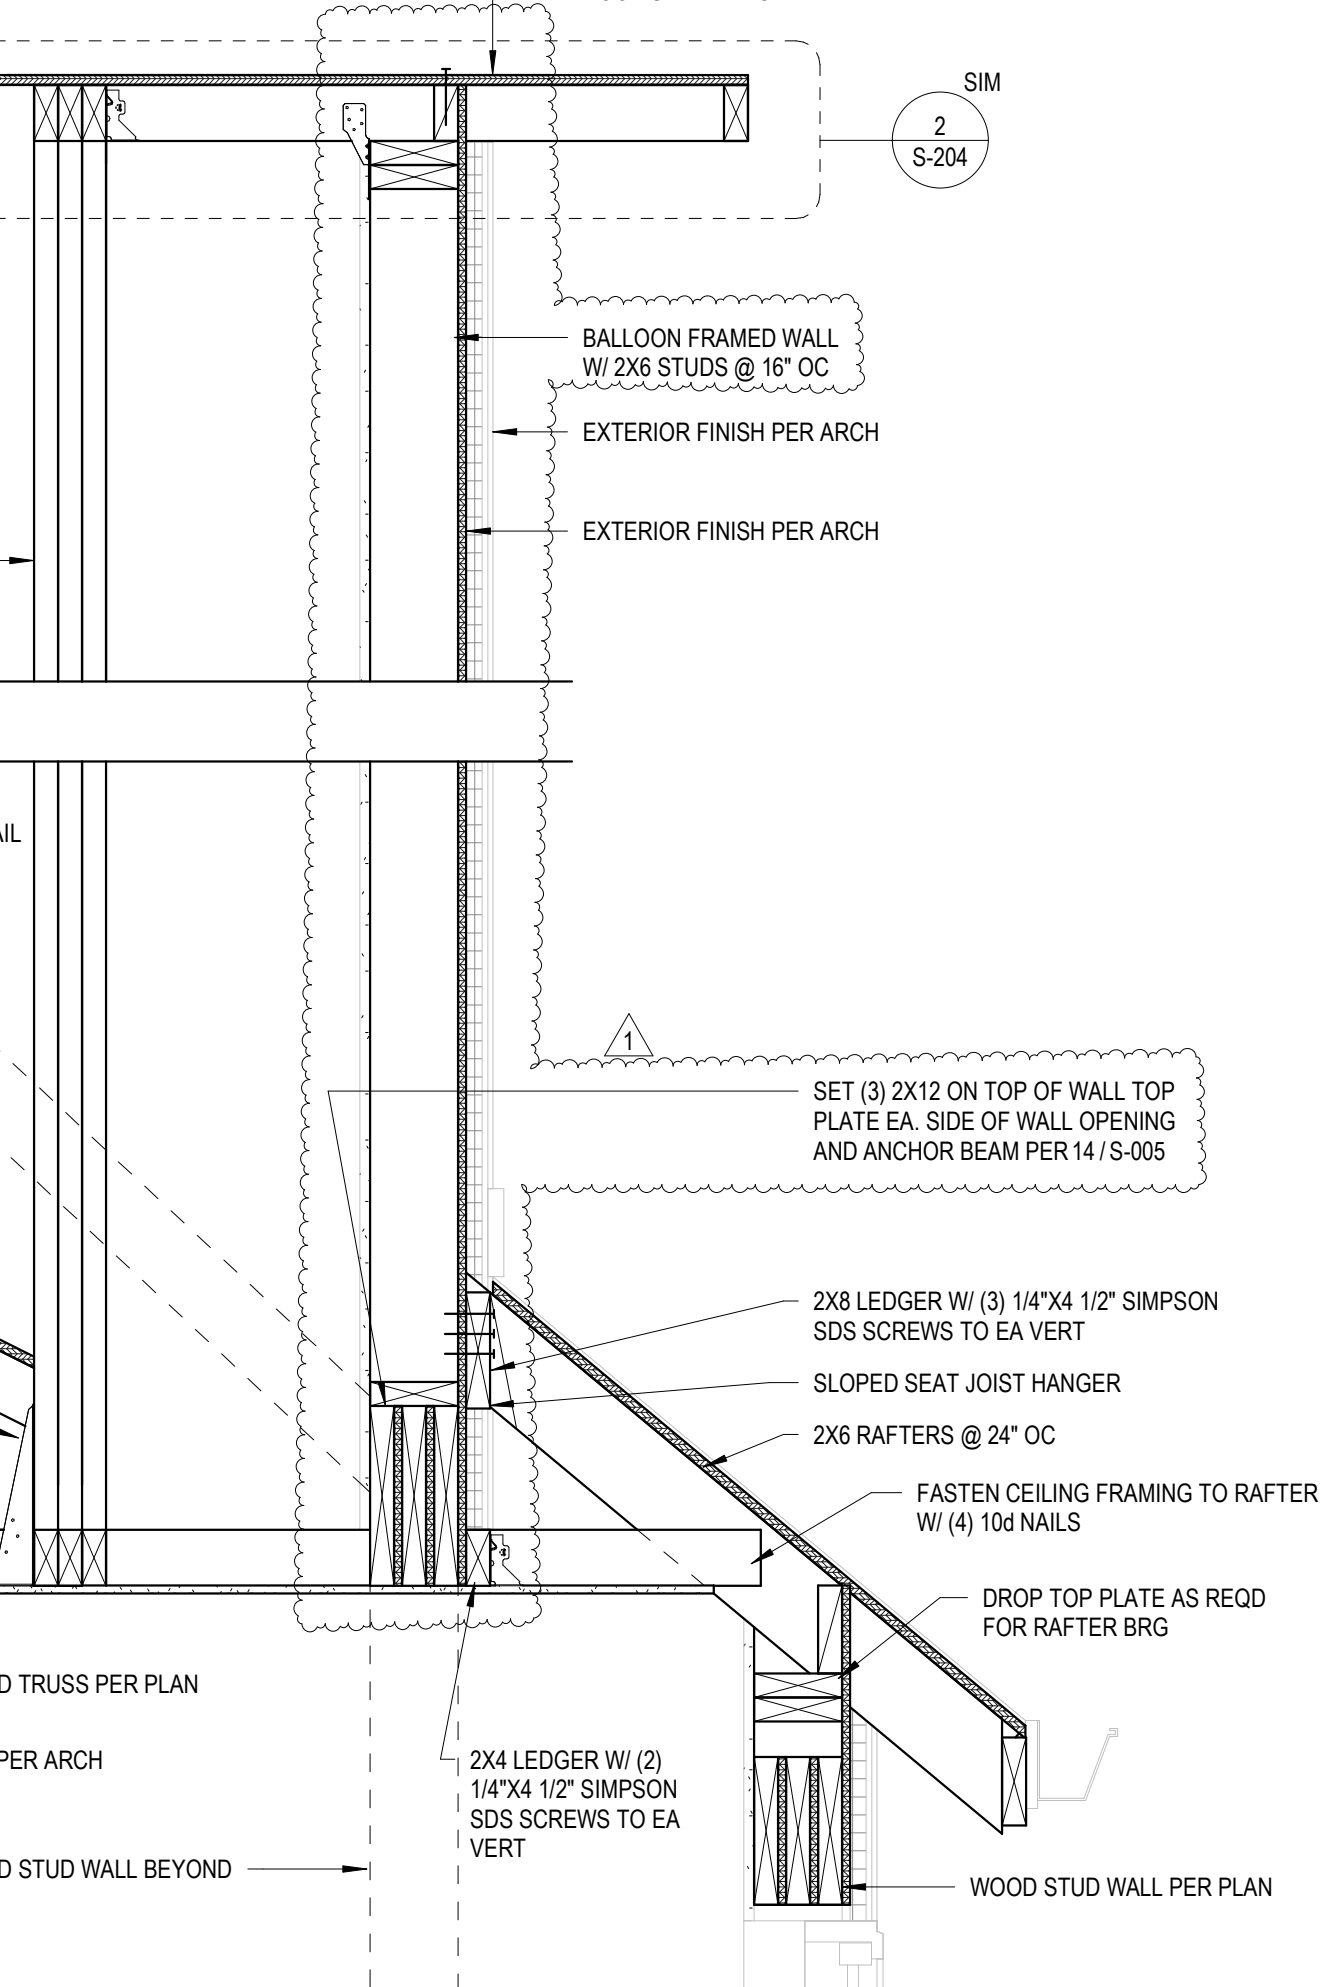 SIM
2
S-204
BALLOON FRAMED WALL
W/ 2X6 STUDS @ 16" OC
EXTERIOR FINISH PER ARCH
EXTERIOR FINISH PER ARCH
AIL
1
SET (3) 2X12 ON TOP OF WALL TOP
PLATE EA. SIDE OF WALL OPENING
AND ANCHOR BEAM PER 14 / S-005
2X8 LEDGER W/ (3) 1/4"X4 1/2" SIMPSON
SDS SCREWS TO EA VERT
SLOPED SEAT JOIST HANGER
2X6 RAFTERS @ 24" OC
FASTEN CEILING FRAMING TO RAFTER
W/ (4) 10d NAILS
DROP TOP PLATE AS REQD
FOR RAFTER BRG
D TRUSS PER PLAN
PER ARCH
2X4 LEDGER W/ (2)
1/4"X4 1/2" SIMPSON
SDS SCREWS TO EA
VERT
D STUD WALL BEYOND
WOOD STUD WALL PER PLAN